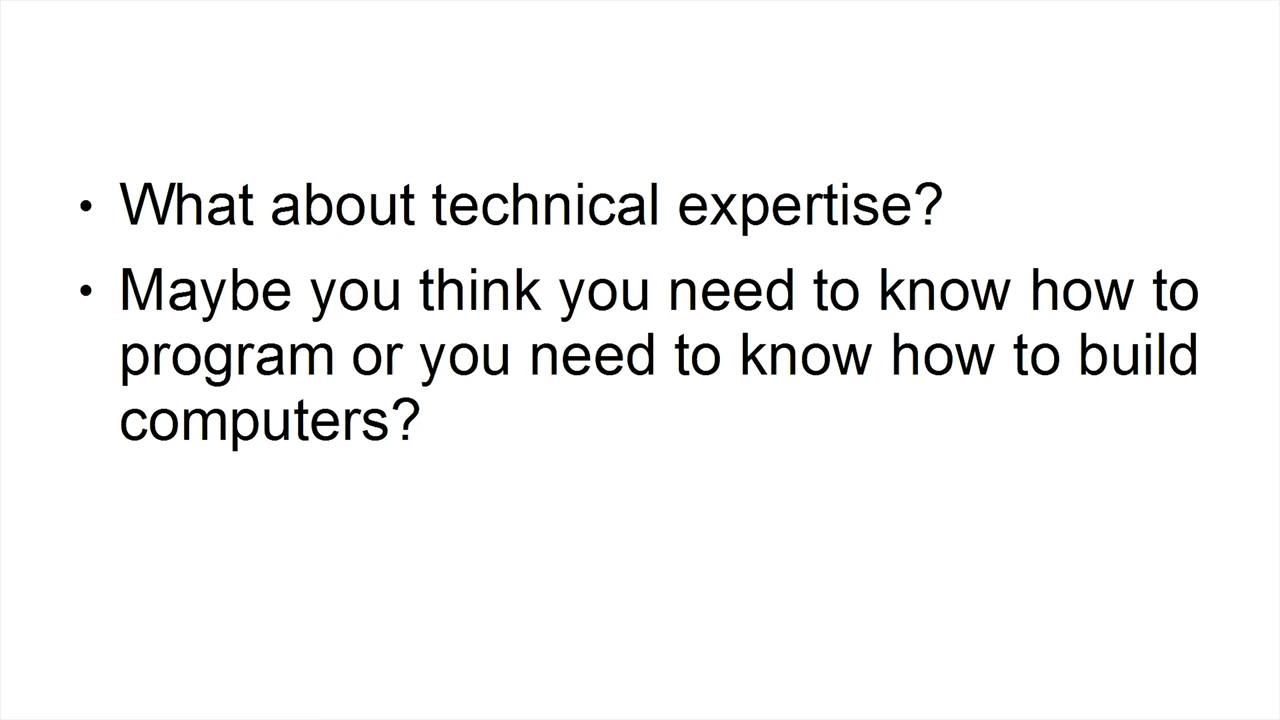 • What about technical expertise?
• Maybe you think you need to know how to
program or you need to know how to build
computers?